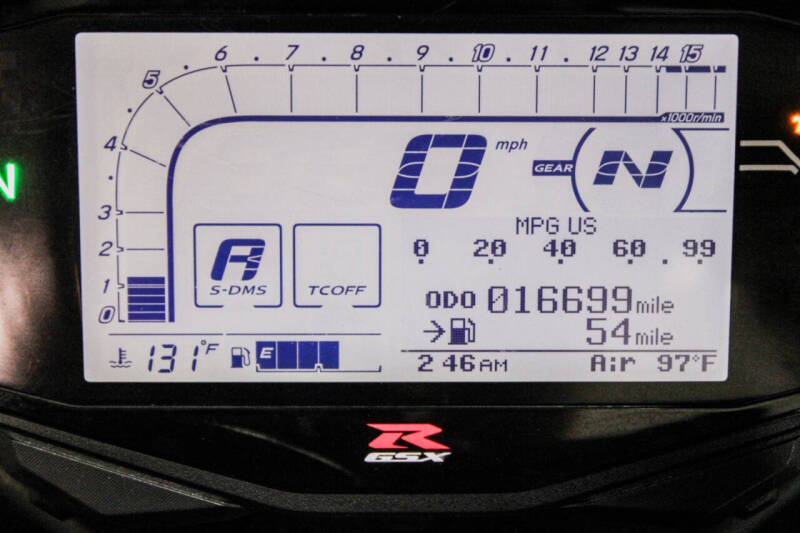 5 6 7 8 9 10 11 12 13 14 15
x1000r/min
4
3
2
1
0
N
0 mph
GEAR N
MPG US
0 20 40 60 99
A
S-DMS
TC OFF
ODO 016699 mile
54 mile
131°F
E
2 46 AM Air 97°F
R
GSX